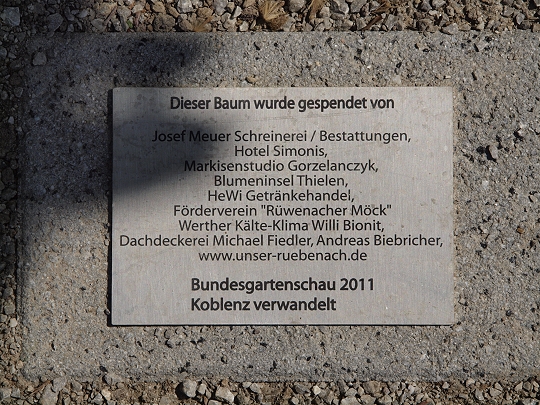 Dieser Baum wurde gespendet von
Josef Meuer Schreinerei / Bestattungen,
Hotel Simonis,
Markisenstudio Gorzelanczyk,
Blumeninsel Thielen,
HeWi Getränkehandel,
Förderverein "Rüwenacher Möck"
Werther Kälte-Klima Willi Bionit,
Dachdeckerei Michael Fiedler, Andreas Biebricher,
www.unser-ruebenach.de
Bundesgartenschau 2011
Koblenz verwandelt